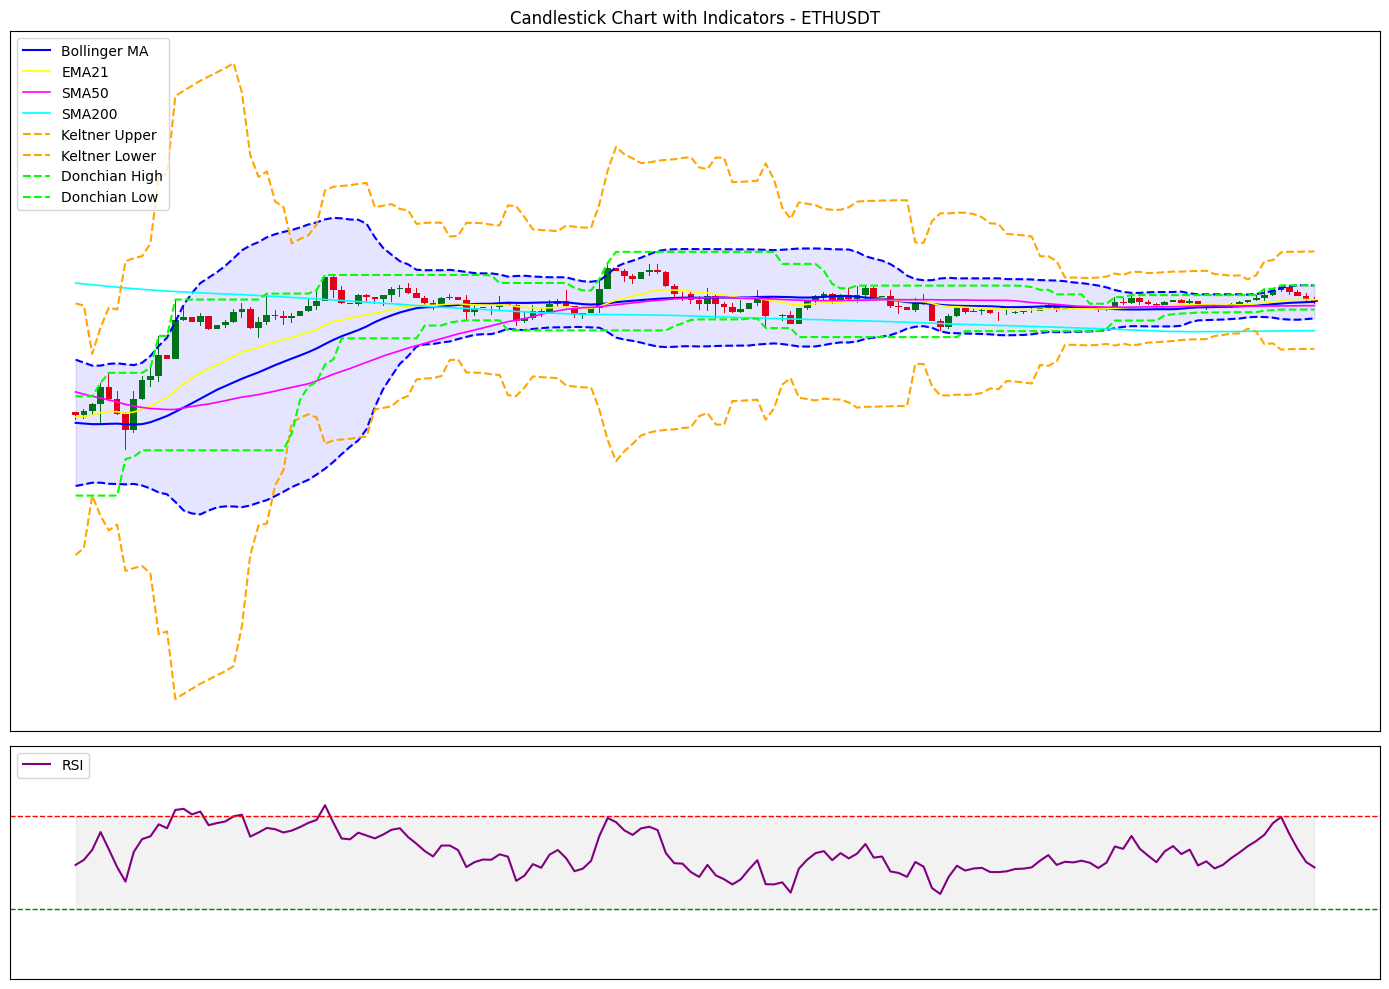 Candlestick Chart with Indicators - ETHUSDT
Bollinger MA
EMA21
SMA50
SMA200
Keltner Upper
Keltner Lower
Donchian High
Donchian Low
RSI